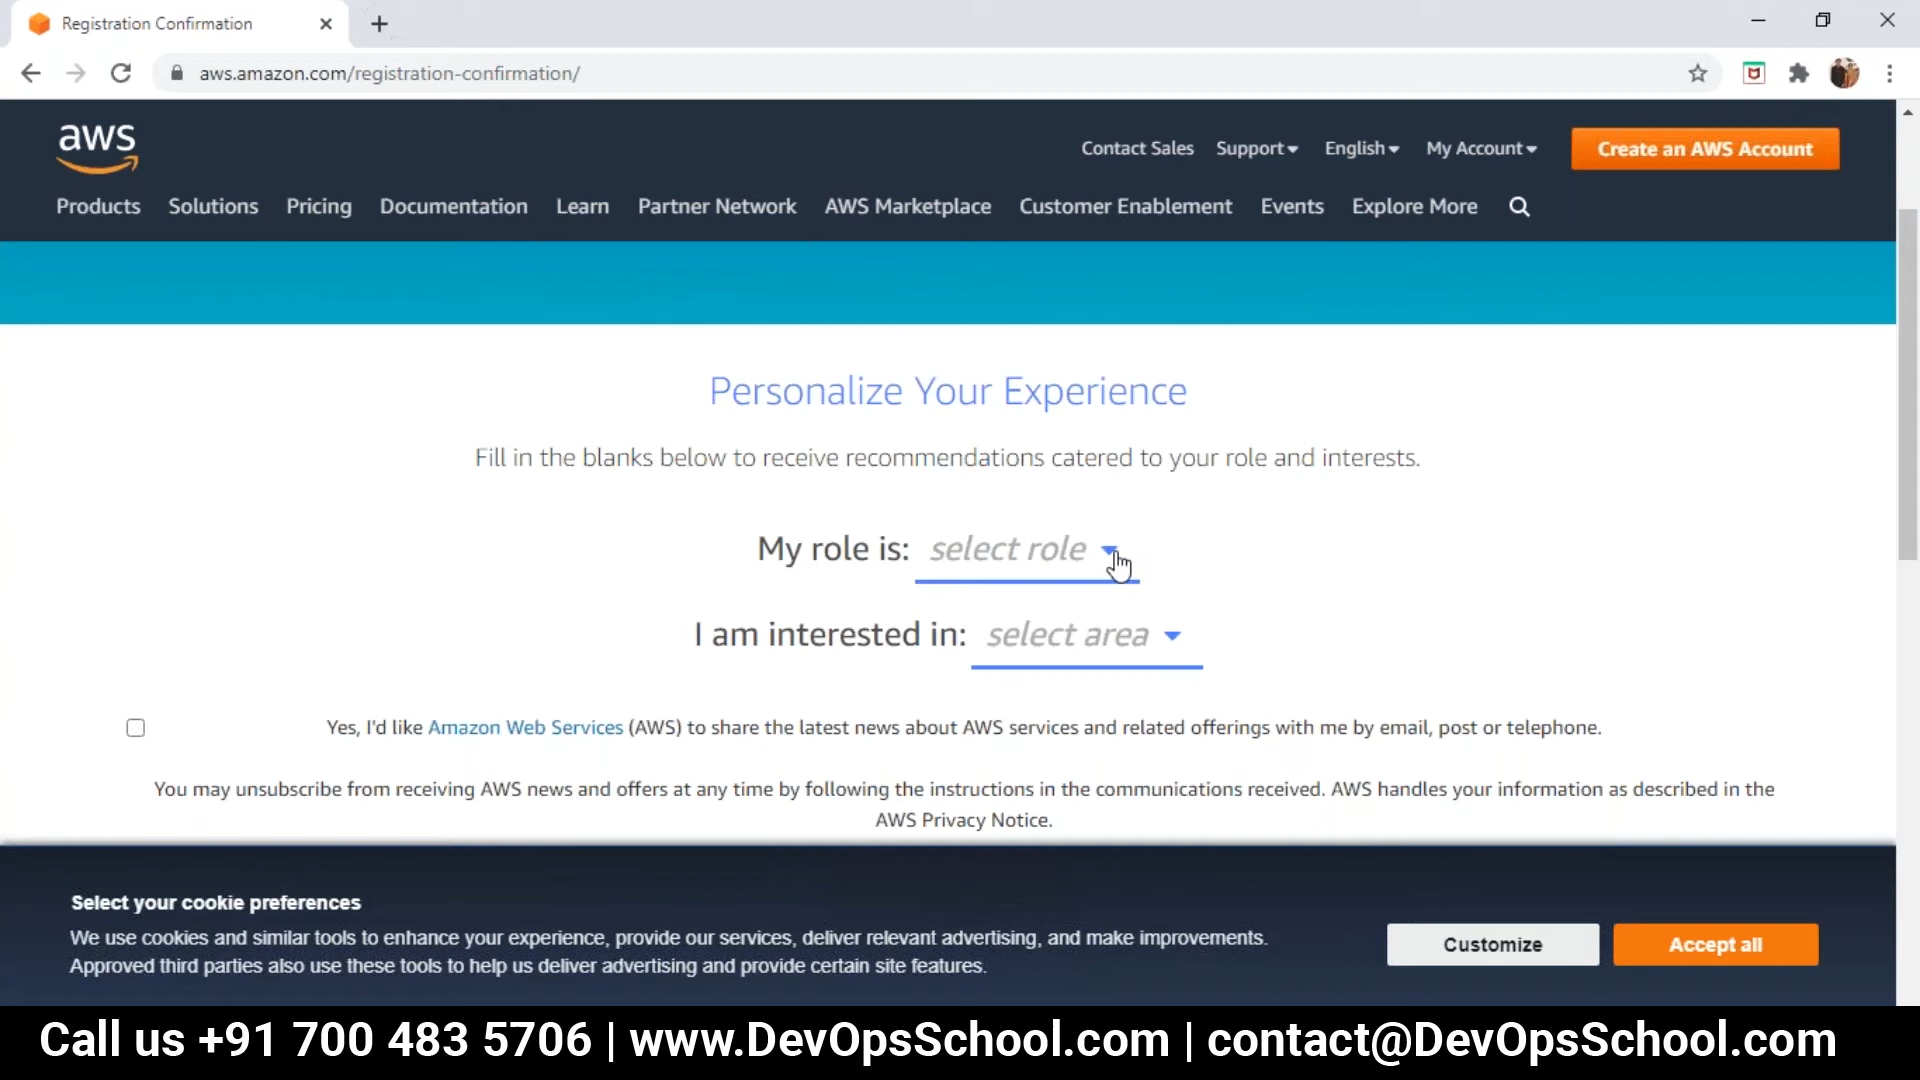 Registration Confirmation
aws.amazon.com/registration-confirmation/
aws
Contact Sales Support English My Account Create an AWS Account
Products Solutions Pricing Documentation Learn Partner Network AWS Marketplace Customer Enablement Events Explore More
Personalize Your Experience
Fill in the blanks below to receive recommendations catered to your role and interests.
My role is: select role
I am interested in: select area
Yes, I'd like Amazon Web Services (AWS) to share the latest news about AWS services and related offerings with me by email, post or telephone.
You may unsubscribe from receiving AWS news and offers at any time by following the instructions in the communications received. AWS handles your information as described in the
AWS Privacy Notice.
Select your cookie preferences
We use cookies and similar tools to enhance your experience, provide our services, deliver relevant advertising, and make improvements.
Approved third parties also use these tools to help us deliver advertising and provide certain site features.
Customize Accept all
Call us +91 700 483 5706 | www.DevOpsSchool.com | contact@DevOpsSchool.com